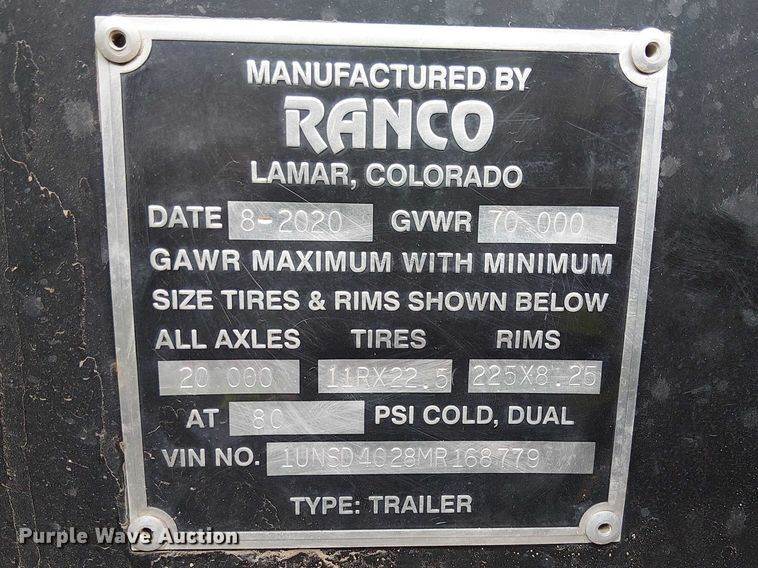 MANUFACTURED BY
RANCO
LAMAR, COLORADO
DATE 8-2020 GVWR 70,000
GAWR MAXIMUM WITH MINIMUM
SIZE TIRES & RIMS SHOWN BELOW
ALL AXLES TIRES RIMS
20 000 11RX22.5 225X8.25
AT 80 PSI COLD, DUAL
VIN NO. 1UNSD4028MR168779
TYPE: TRAILER
Purple Wave Auction